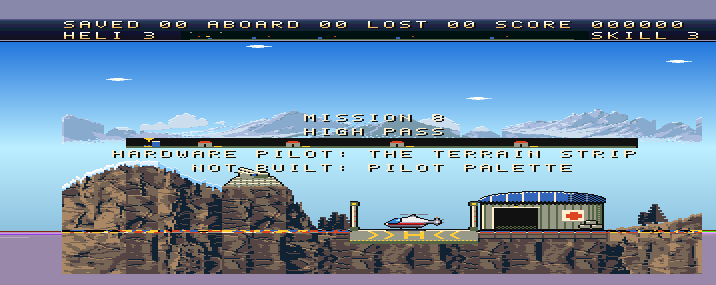 SAVED 00 ABOARD 00 LOST 00 SCORE 000000
HELI 3 SKILL 3
MISSION 8
HIGH PASS
HARDWARE PILOT: THE TERRAIN STRIP
NOT BUILT: PILOT PALETTE
H